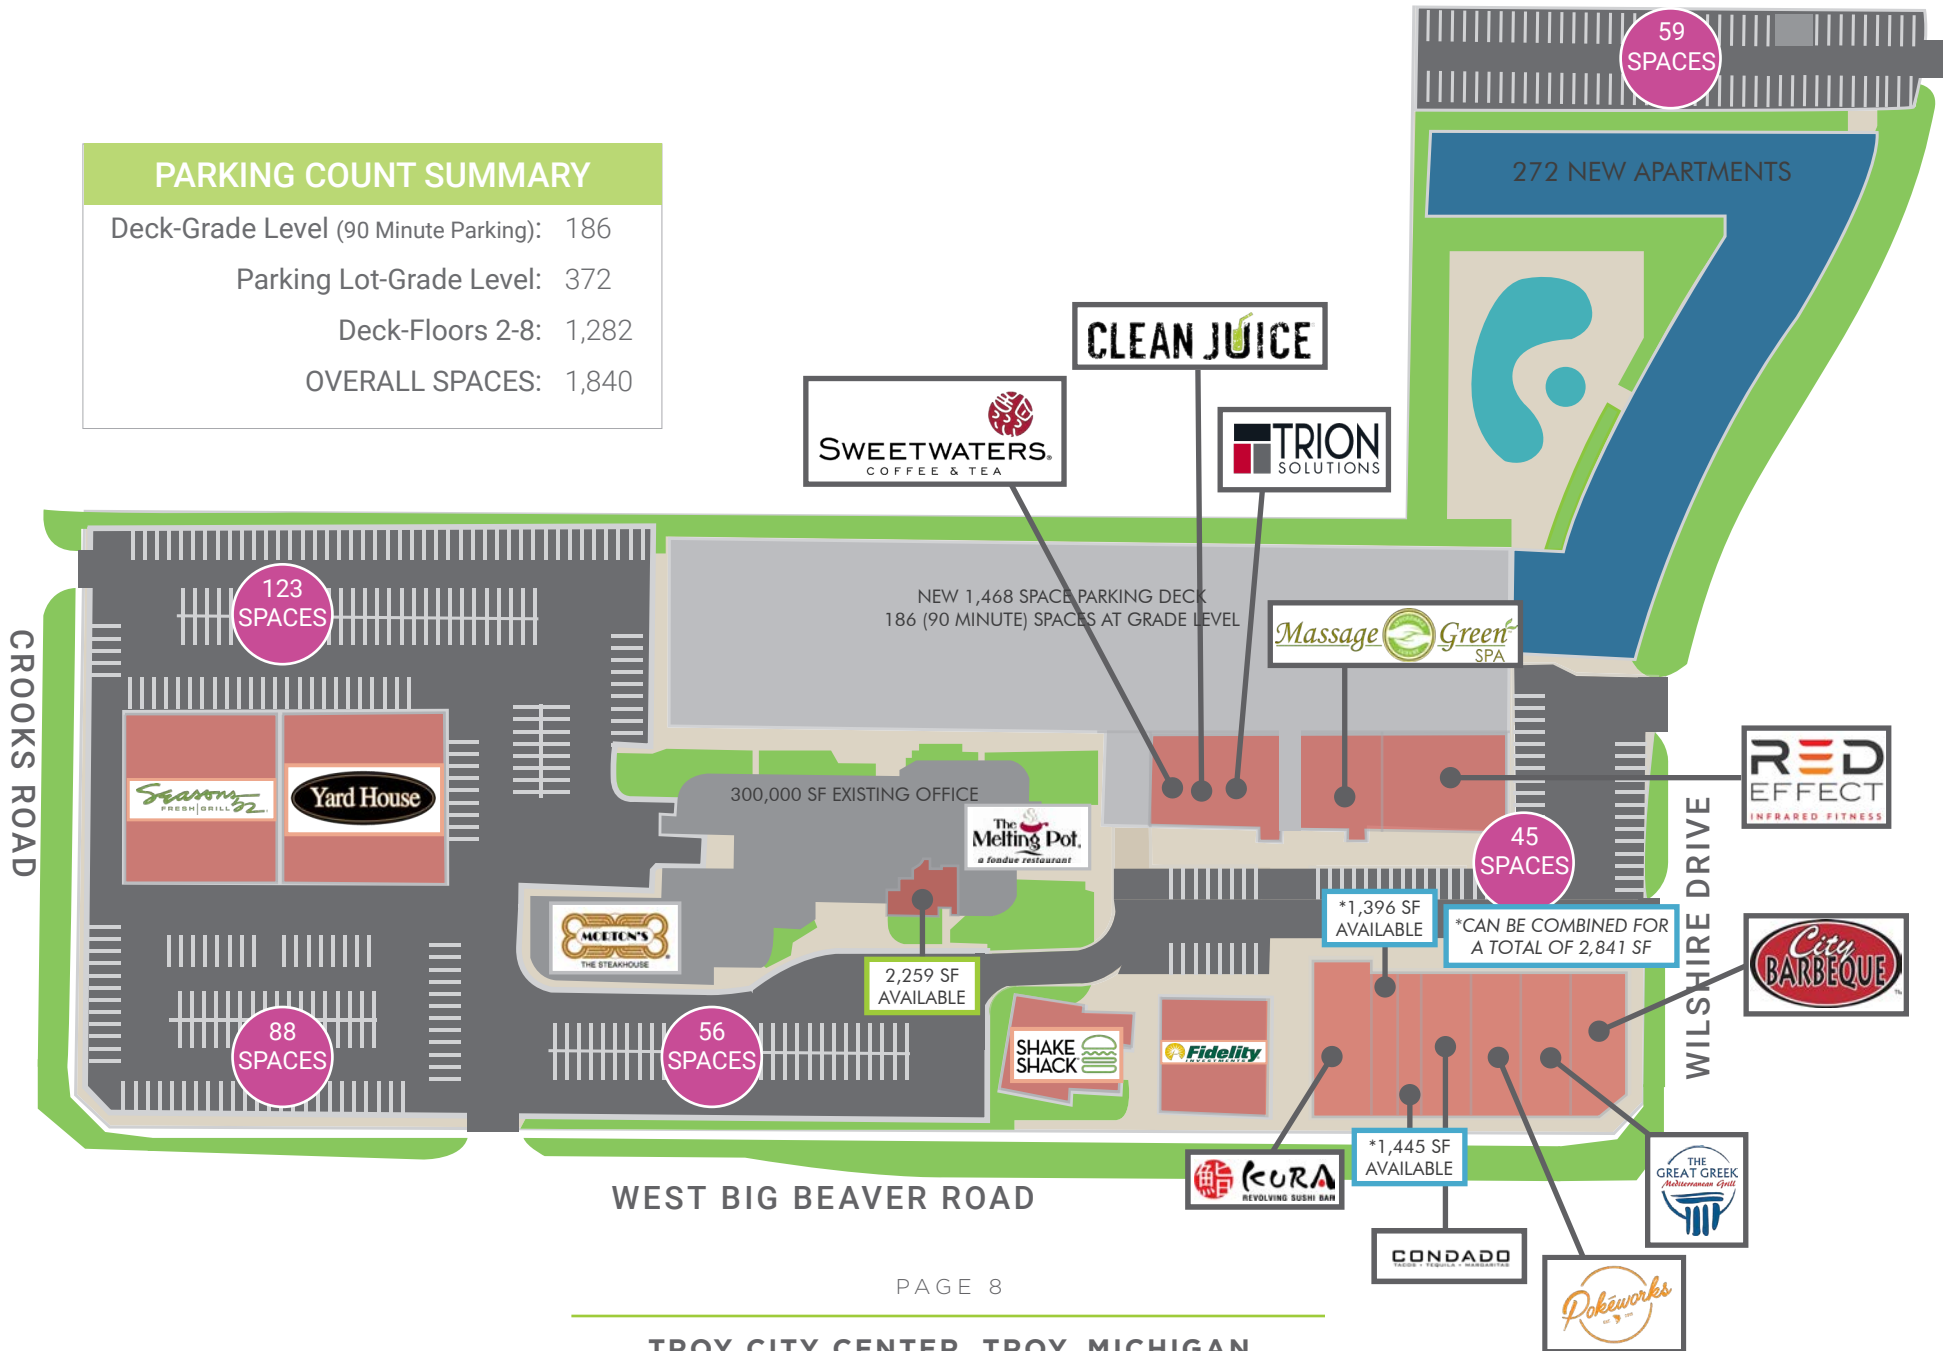 59
SPACES
272 NEW APARTMENTS
PARKING COUNT SUMMARY
Deck-Grade Level (90 Minute Parking): 186
Parking Lot-Grade Level: 372
Deck-Floors 2-8: 1,282
OVERALL SPACES: 1,840
CLEAN JUICE
SWEETWATERS®
COFFEE & TEA
TRION
SOLUTIONS
123
SPACES
NEW 1,468 SPACE PARKING DECK
186 (90 MINUTE) SPACES AT GRADE LEVEL
Massage Green
SPA
CROOKS ROAD
Seasons 52
FRESH GRILL
Yard House
300,000 SF EXISTING OFFICE
The
Melting Pot
a fondue restaurant
RED
EFFECT
INFRARED FITNESS
45
SPACES
WILSHIRE DRIVE
MORTON'S
THE STEAKHOUSE
2,259 SF
AVAILABLE
*1,396 SF
AVAILABLE
*CAN BE COMBINED FOR
A TOTAL OF 2,841 SF
City
BARBEQUE
88
SPACES
56
SPACES
SHAKE
SHACK
Fidelity
INVESTMENTS
*1,445 SF
AVAILABLE
鮨 KURA
REVOLVING SUSHI BAR
THE
GREAT GREEK
Mediterranean Grill
WEST BIG BEAVER ROAD
CONDADO
TACOS • TEQUILA • MARGARITAS
Pokéworks
PAGE 8
TROY CITY CENTER, TROY, MICHIGAN